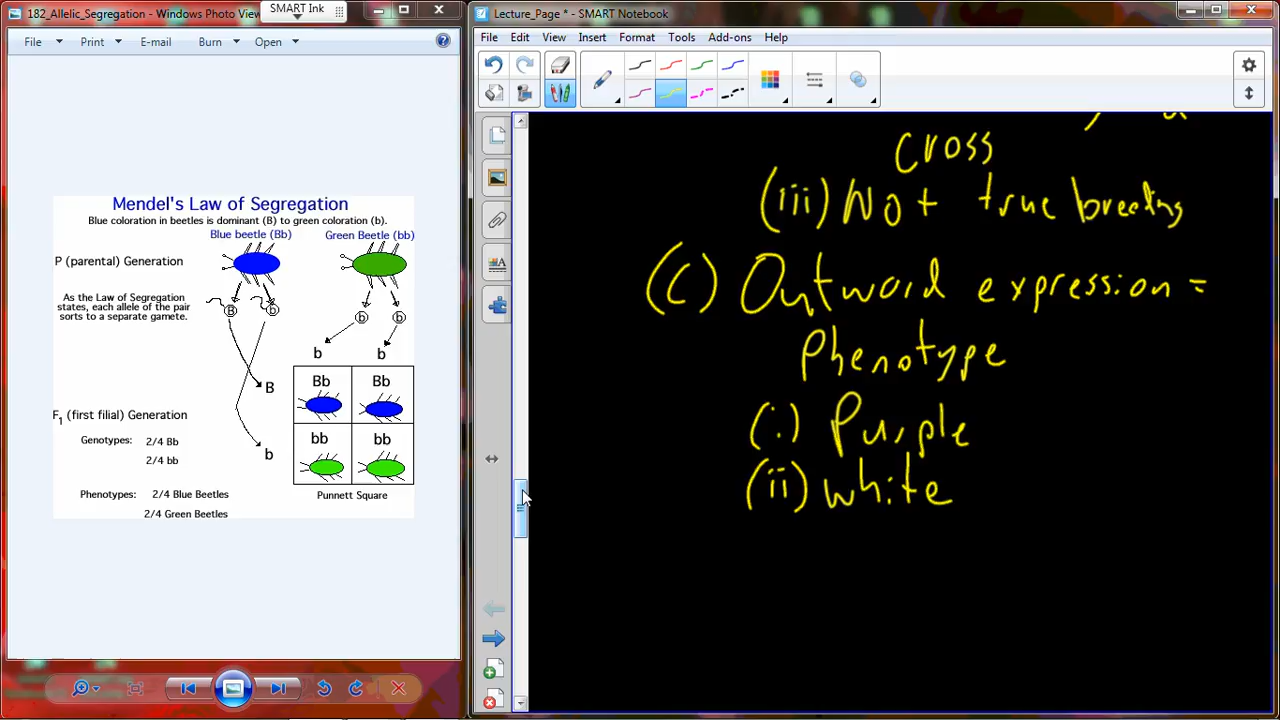 182_Allelic_Segregation - Windows Photo View
SMART Ink
File Print E-mail Burn Open
Mendel's Law of Segregation
Blue coloration in beetles is dominant (B) to green coloration (b).
Blue beetle (Bb) Green Beetle (bb)
P (parental) Generation
As the Law of Segregation
states, each allele of the pair
sorts to a separate gamete.
B b b b
b b
B Bb Bb
F1 (first filial) Generation
Genotypes: 2/4 Bb
2/4 bb
b bb bb
Phenotypes: 2/4 Blue Beetles
2/4 Green Beetles
Punnett Square
Lecture_Page * - SMART Notebook
File Edit View Insert Format Tools Add-ons Help
cross
(iii) Not true breeding
(C) Outward expression =
Phenotype
(i.) Purple
(ii) white